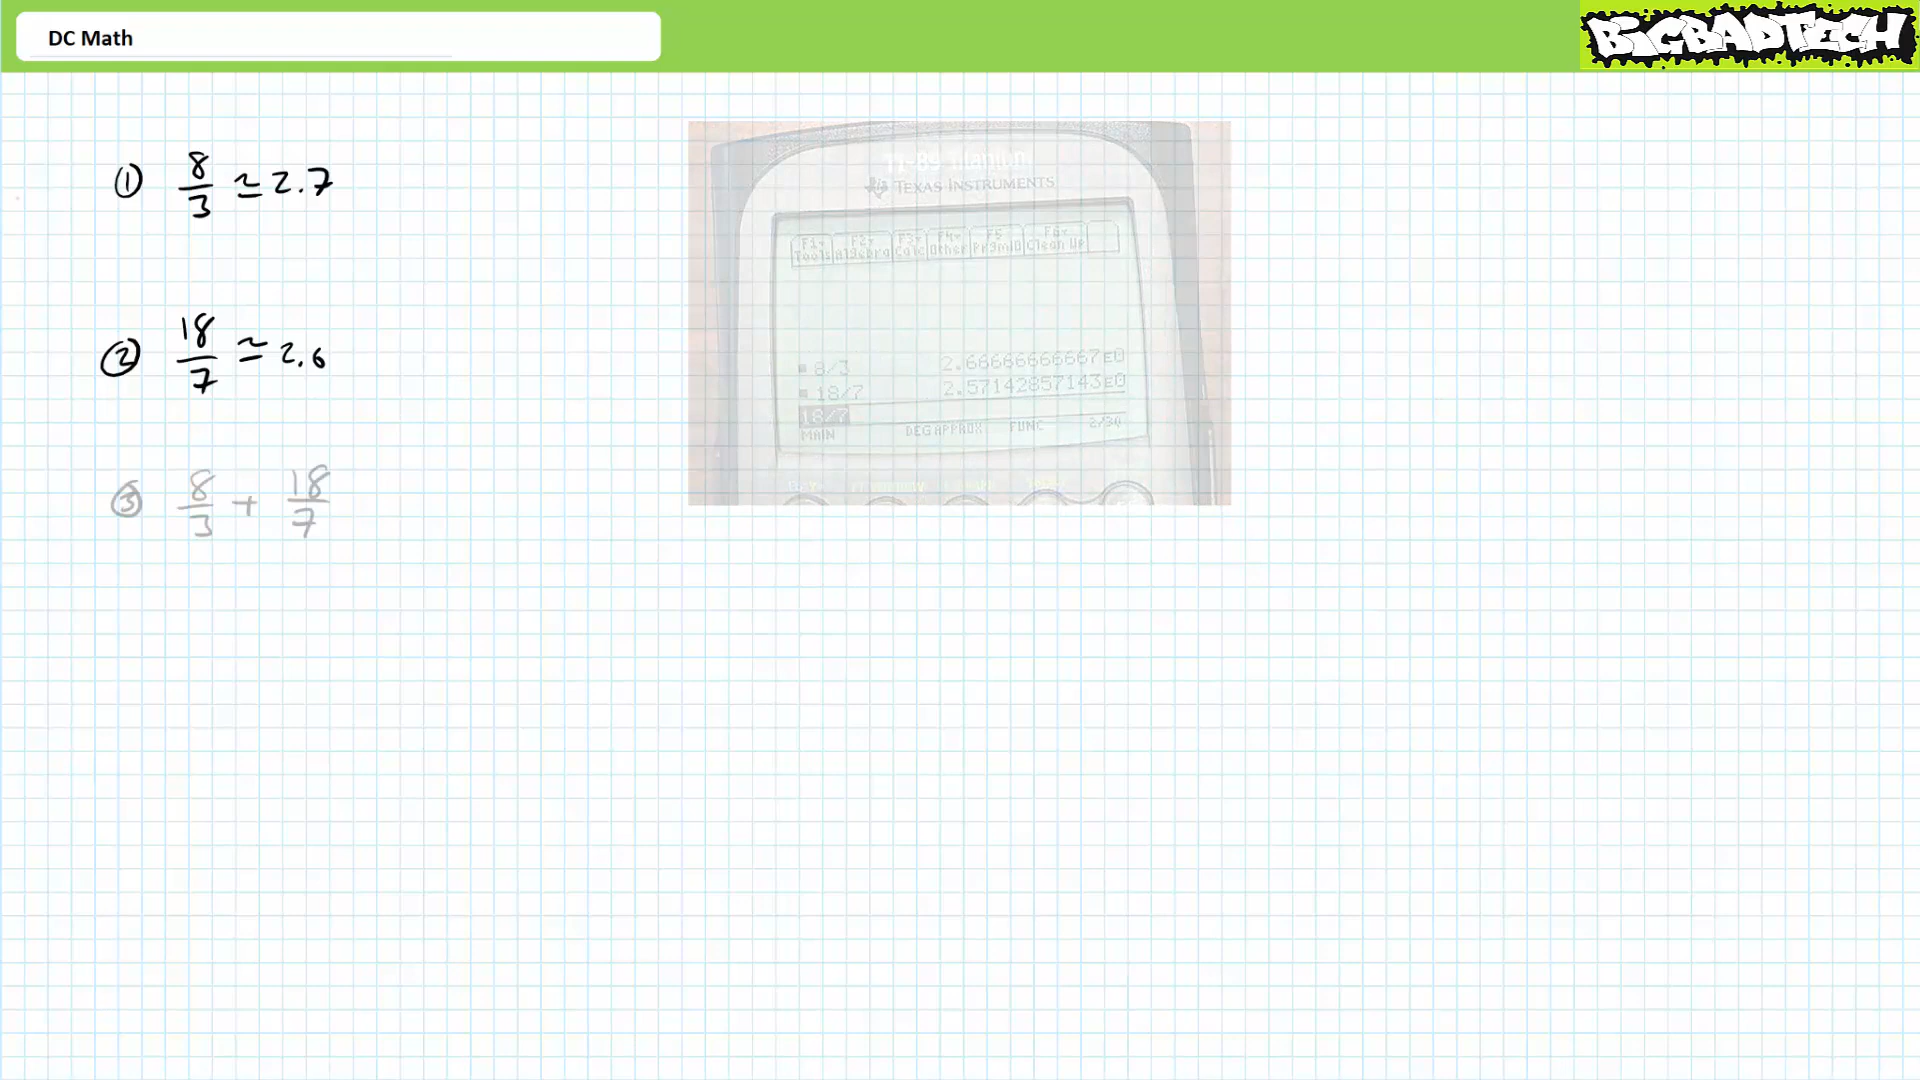 DC Math
BIGBADTECH
① 8/3 ≃ 2.7
② 18/7 ≃ 2.6
③ 8/3 + 18/7
TI-89 Titanium
TEXAS INSTRUMENTS
F1 F2 F3 F4 F5 F6
Tools Algebra Calc Other PrgmIO Clean Up
8/3 2.66666666667E0
18/7 2.57142857143E0
18/7
MAIN DEG APPROX FUNC 2/30